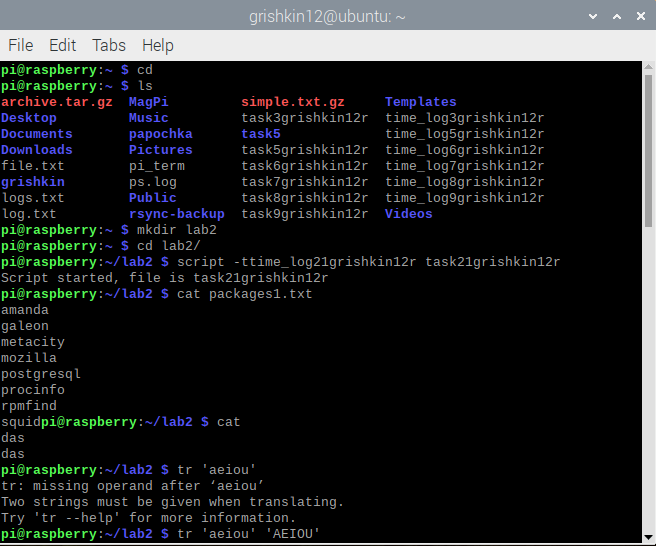 grishkin12@ubuntu: ~
File Edit Tabs Help
pi@raspberry:~ $ cd
pi@raspberry:~ $ ls
archive.tar.gz MagPi simple.txt.gz Templates
Desktop Music task3grishkin12r time_log3grishkin12r
Documents papochka task5 time_log5grishkin12r
Downloads Pictures task5grishkin12r time_log6grishkin12r
file.txt pi_term task6grishkin12r time_log7grishkin12r
grishkin ps.log task7grishkin12r time_log8grishkin12r
logs.txt Public task8grishkin12r time_log9grishkin12r
log.txt rsync-backup task9grishkin12r Videos
pi@raspberry:~ $ mkdir lab2
pi@raspberry:~ $ cd lab2/
pi@raspberry:~/lab2 $ script -ttime_log21grishkin12r task21grishkin12r
Script started, file is task21grishkin12r
pi@raspberry:~/lab2 $ cat packages1.txt
amanda
galeon
metacity
mozilla
postgresql
procinfo
rpmfind
squidpi@raspberry:~/lab2 $ cat
das
das
pi@raspberry:~/lab2 $ tr 'aeiou'
tr: missing operand after ‘aeiou’
Two strings must be given when translating.
Try 'tr --help' for more information.
pi@raspberry:~/lab2 $ tr 'aeiou' 'AEIOU'